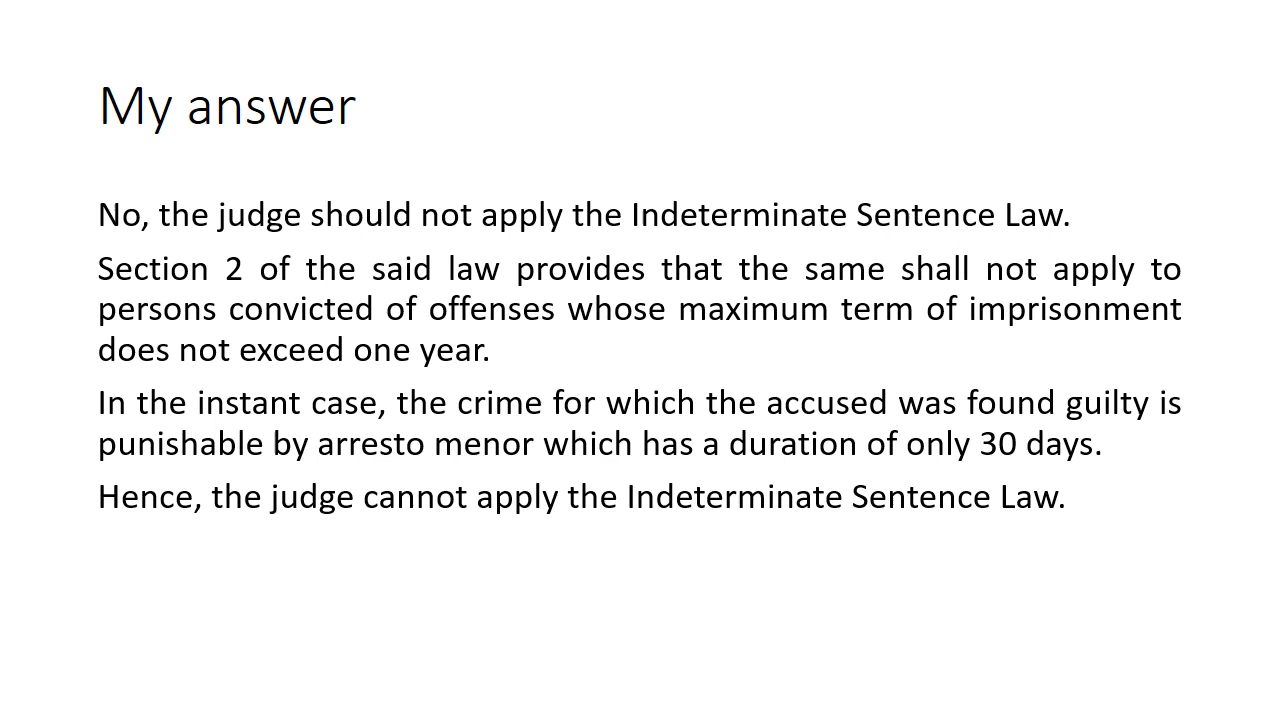 My answer
No, the judge should not apply the Indeterminate Sentence Law.
Section 2 of the said law provides that the same shall not apply to
persons convicted of offenses whose maximum term of imprisonment
does not exceed one year.
In the instant case, the crime for which the accused was found guilty is
punishable by arresto menor which has a duration of only 30 days.
Hence, the judge cannot apply the Indeterminate Sentence Law.